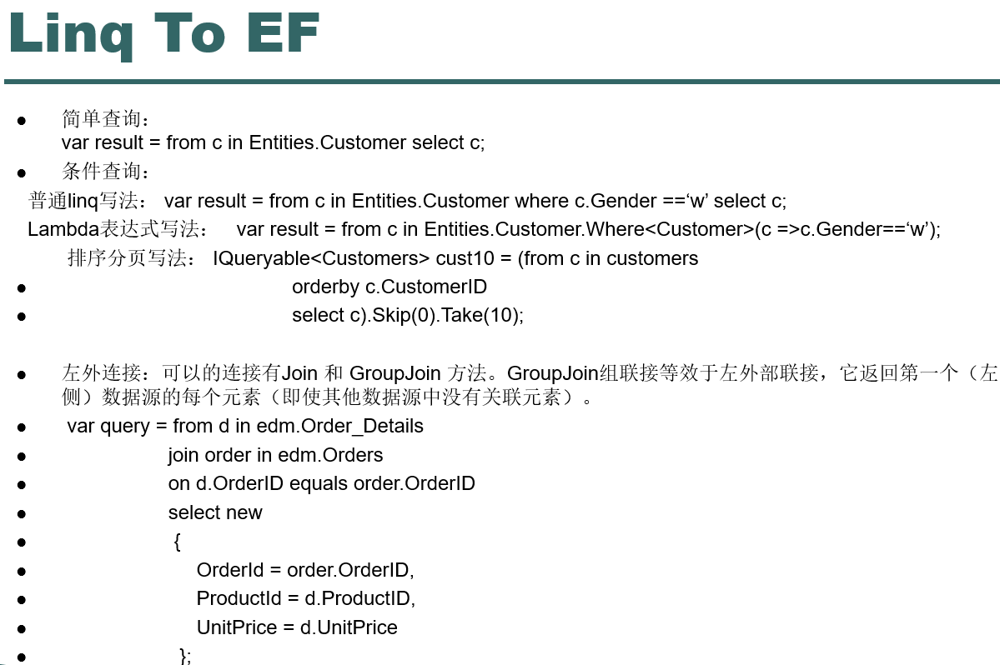 Linq To EF
简单查询：
var result = from c in Entities.Customer select c;
条件查询：
普通linq写法： var result = from c in Entities.Customer where c.Gender ==‘w’ select c;
Lambda表达式写法： var result = from c in Entities.Customer.Where<Customer>(c =>c.Gender==‘w’);
排序分页写法： IQueryable<Customers> cust10 = (from c in customers
orderby c.CustomerID
select c).Skip(0).Take(10);
左外连接：可以的连接有Join 和 GroupJoin 方法。GroupJoin组联接等效于左外部联接，它返回第一个（左
侧）数据源的每个元素（即使其他数据源中没有关联元素）。
var query = from d in edm.Order_Details
join order in edm.Orders
on d.OrderID equals order.OrderID
select new
{
OrderId = order.OrderID,
ProductId = d.ProductID,
UnitPrice = d.UnitPrice
};